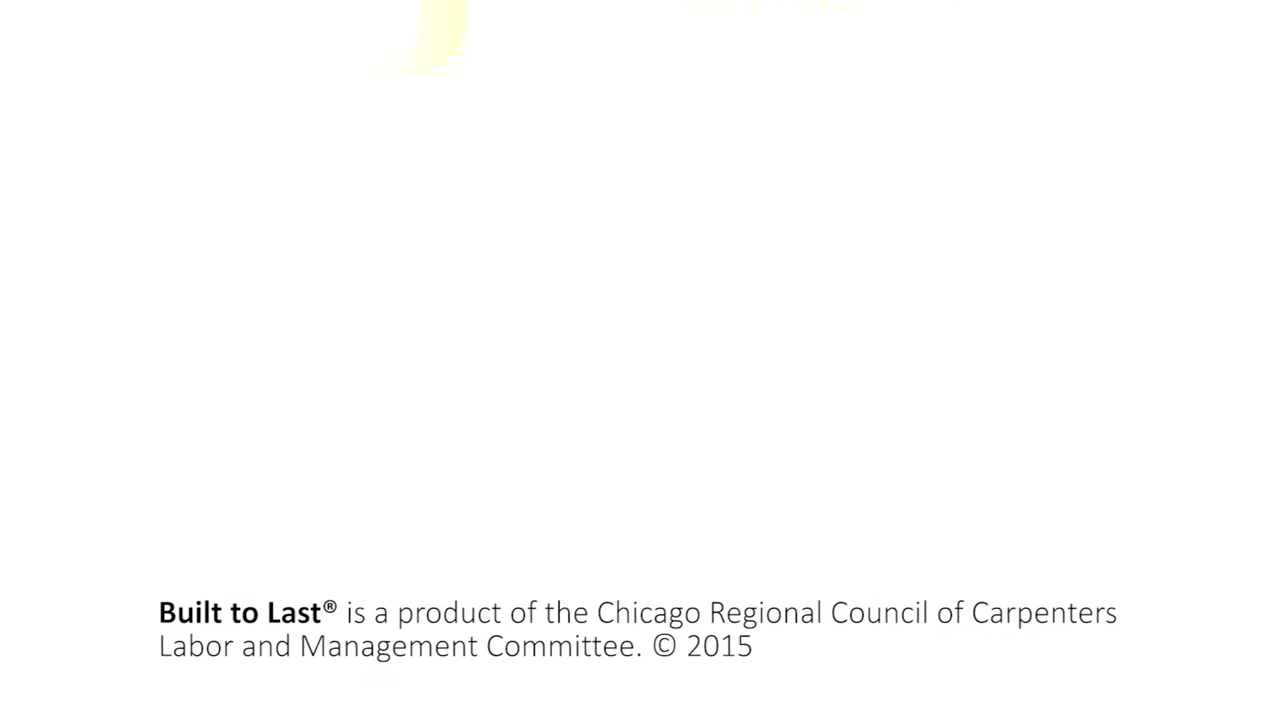 Built to Last® is a product of the Chicago Regional Council of Carpenters
Labor and Management Committee. © 2015